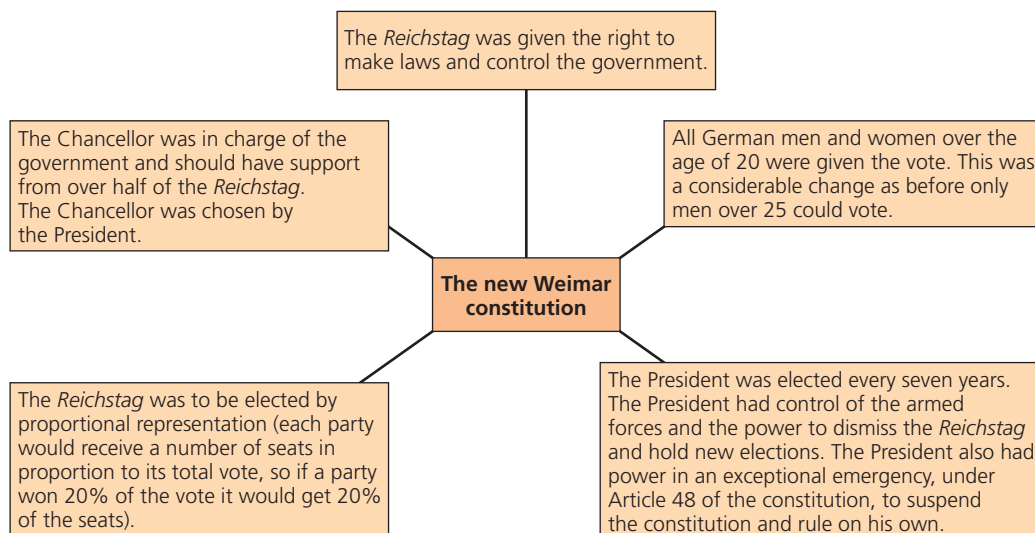 The Reichstag was given the right to
make laws and control the government.
The Chancellor was in charge of the
government and should have support
from over half of the Reichstag.
The Chancellor was chosen by
the President.
All German men and women over the
age of 20 were given the vote. This was
a considerable change as before only
men over 25 could vote.
The new Weimar
constitution
The Reichstag was to be elected by
proportional representation (each party
would receive a number of seats in
proportion to its total vote, so if a party
won 20% of the vote it would get 20%
of the seats).
The President was elected every seven years.
The President had control of the armed
forces and the power to dismiss the Reichstag
and hold new elections. The President also had
power in an exceptional emergency, under
Article 48 of the constitution, to suspend
the constitution and rule on his own.